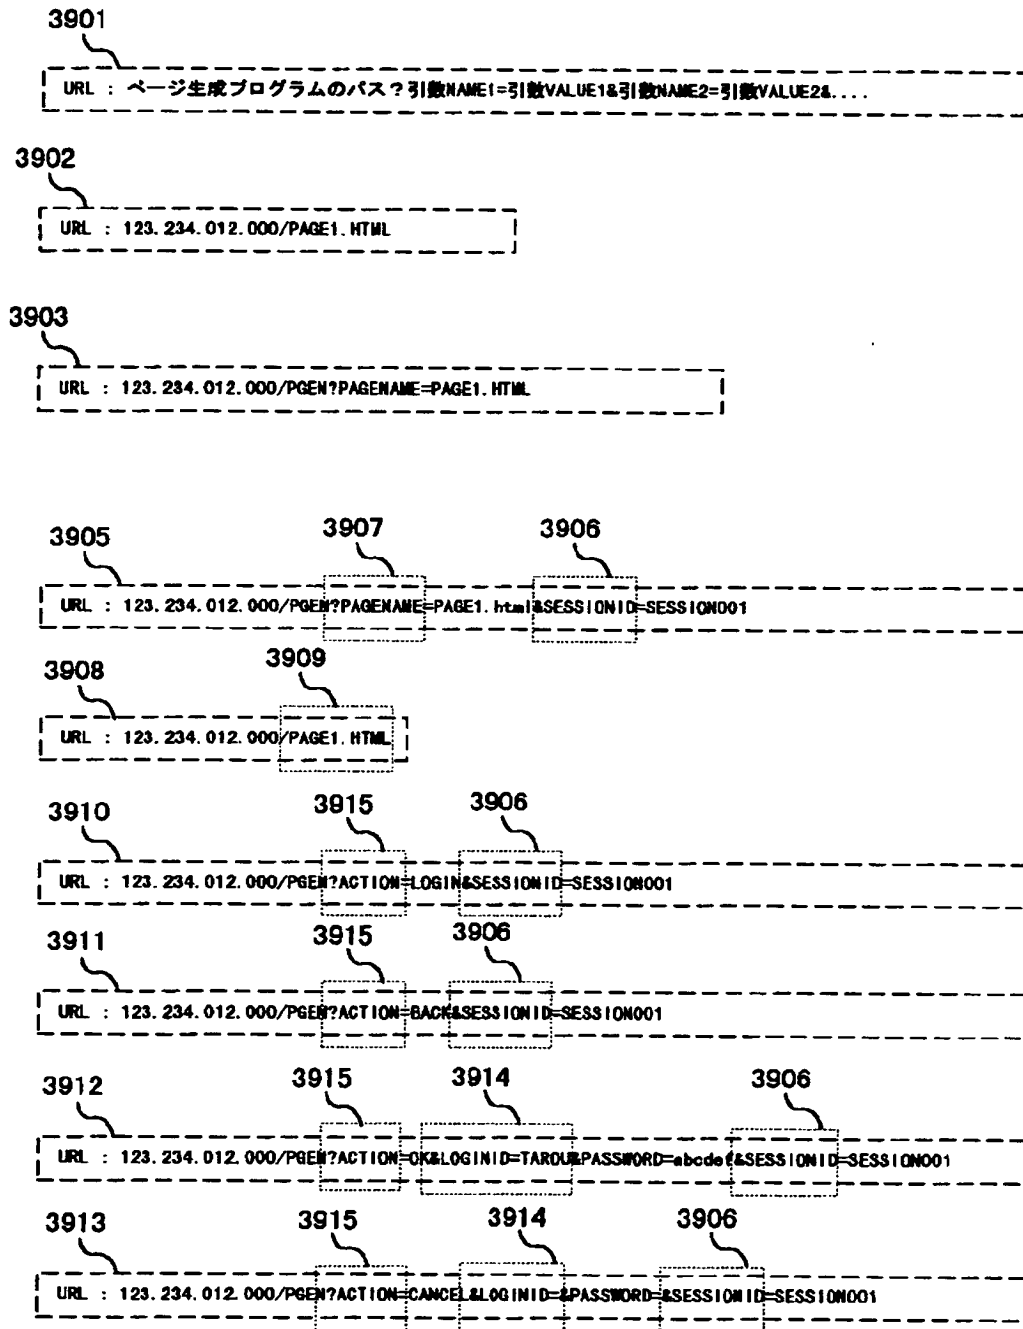 3901
URL : ページ生成プログラムのパス?引数NAME1=引数VALUE1&引数NAME2=引数VALUE2&....
3902
URL : 123.234.012.000/PAGE1.HTML
3903
URL : 123.234.012.000/PGEN?PAGENAME=PAGE1.HTML
3905 3907 3906
URL : 123.234.012.000/PGEN?PAGENAME=PAGE1.html&SESSIONID=SESSION001
3908 3909
URL : 123.234.012.000/PAGE1.HTML
3910 3915 3906
URL : 123.234.012.000/PGEN?ACTION=LOGIN&SESSIONID=SESSION001
3911 3915 3906
URL : 123.234.012.000/PGEN?ACTION=BACK&SESSIONID=SESSION001
3912 3915 3914 3906
URL : 123.234.012.000/PGEN?ACTION=OK&LOGINID=TAROU&PASSWORD=abcdef&SESSIONID=SESSION001
3913 3915 3914 3906
URL : 123.234.012.000/PGEN?ACTION=CANCEL&LOGINID=&PASSWORD=&SESSIONID=SESSION001